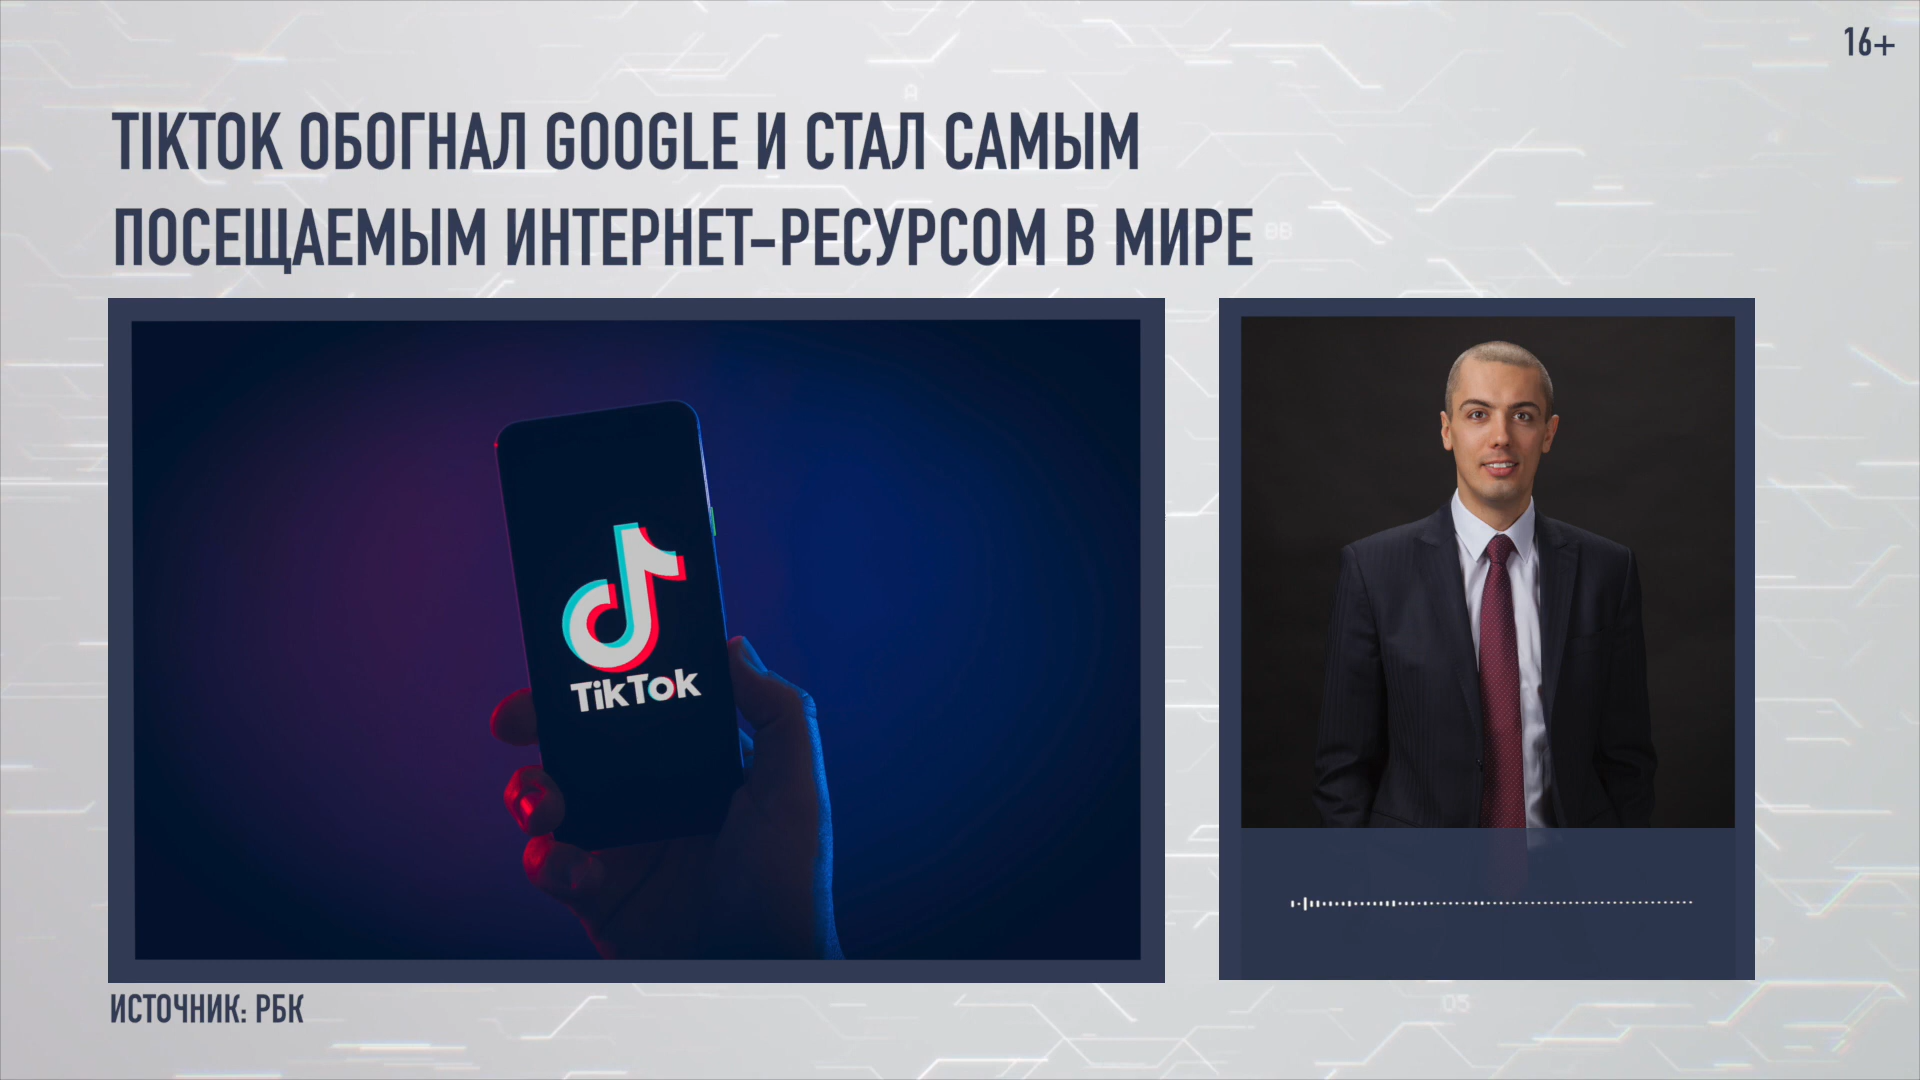 16+
TIKTOK ОБОГНАЛ GOOGLE И СТАЛ САМЫМ
ПОСЕЩАЕМЫМ ИНТЕРНЕТ-РЕСУРСОМ В МИРЕ
TikTok
ИСТОЧНИК: РБК